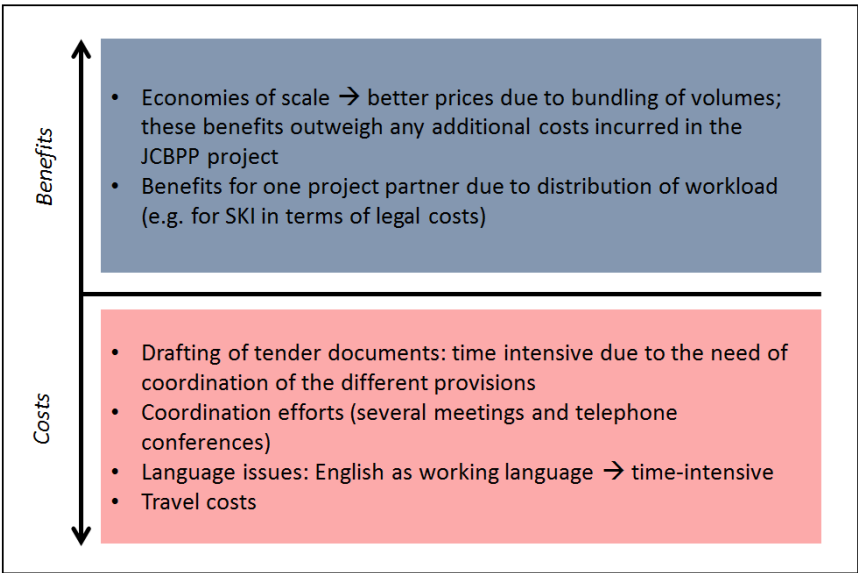 Benefits
• Economies of scale → better prices due to bundling of volumes;
these benefits outweigh any additional costs incurred in the
JCBPP project
• Benefits for one project partner due to distribution of workload
(e.g. for SKI in terms of legal costs)
Costs
• Drafting of tender documents: time intensive due to the need of
coordination of the different provisions
• Coordination efforts (several meetings and telephone
conferences)
• Language issues: English as working language → time-intensive
• Travel costs